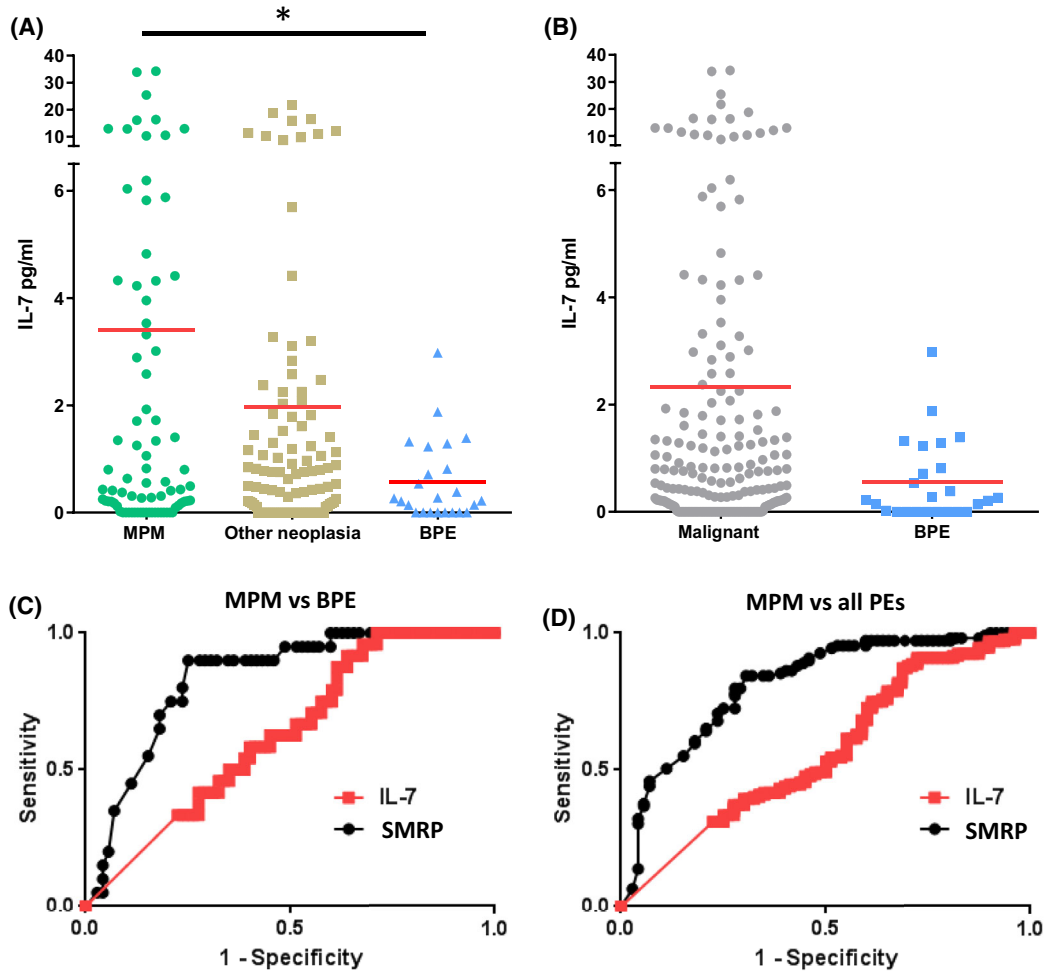 (A)
*
IL-7 pg/ml
40
30
20
10
6
4
2
0
MPM Other neoplasia BPE
(B)
IL-7 pg/ml
40
30
20
10
6
4
2
0
Malignant BPE
(C)
MPM vs BPE
Sensitivity
1.0
0.5
0.0
IL-7
SMRP
0.0 0.5 1.0
1 - Specificity
(D)
MPM vs all PEs
Sensitivity
1.0
0.5
0.0
IL-7
SMRP
0.0 0.5 1.0
1 - Specificity